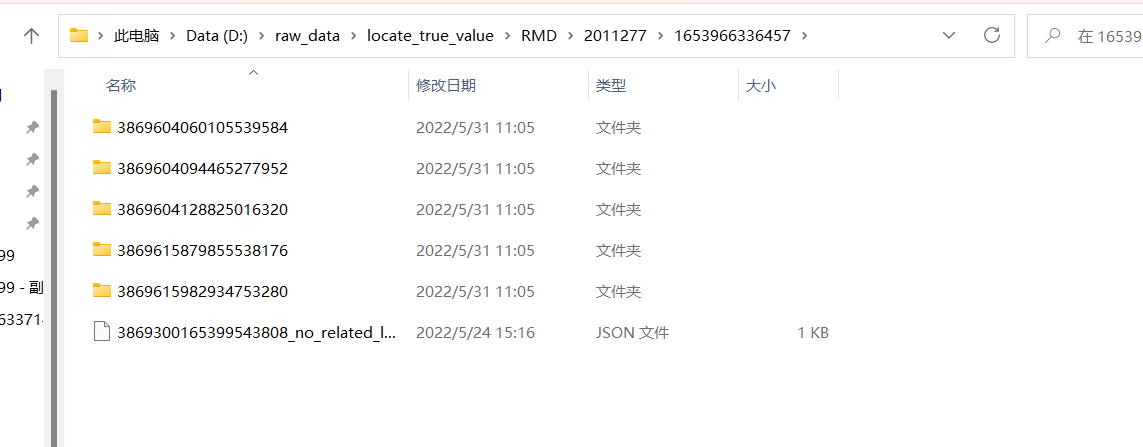 此电脑 > Data (D:) > raw_data > locate_true_value > RMD > 2011277 > 1653966336457 >
在 16539
名称 修改日期 类型 大小
3869604060105539584 2022/5/31 11:05 文件夹
3869604094465277952 2022/5/31 11:05 文件夹
3869604128825016320 2022/5/31 11:05 文件夹
99 3869615879855538176 2022/5/31 11:05 文件夹
99 - 副 3869615982934753280 2022/5/31 11:05 文件夹
63371 3869300165399543808_no_related_l... 2022/5/24 15:16 JSON 文件 1 KB